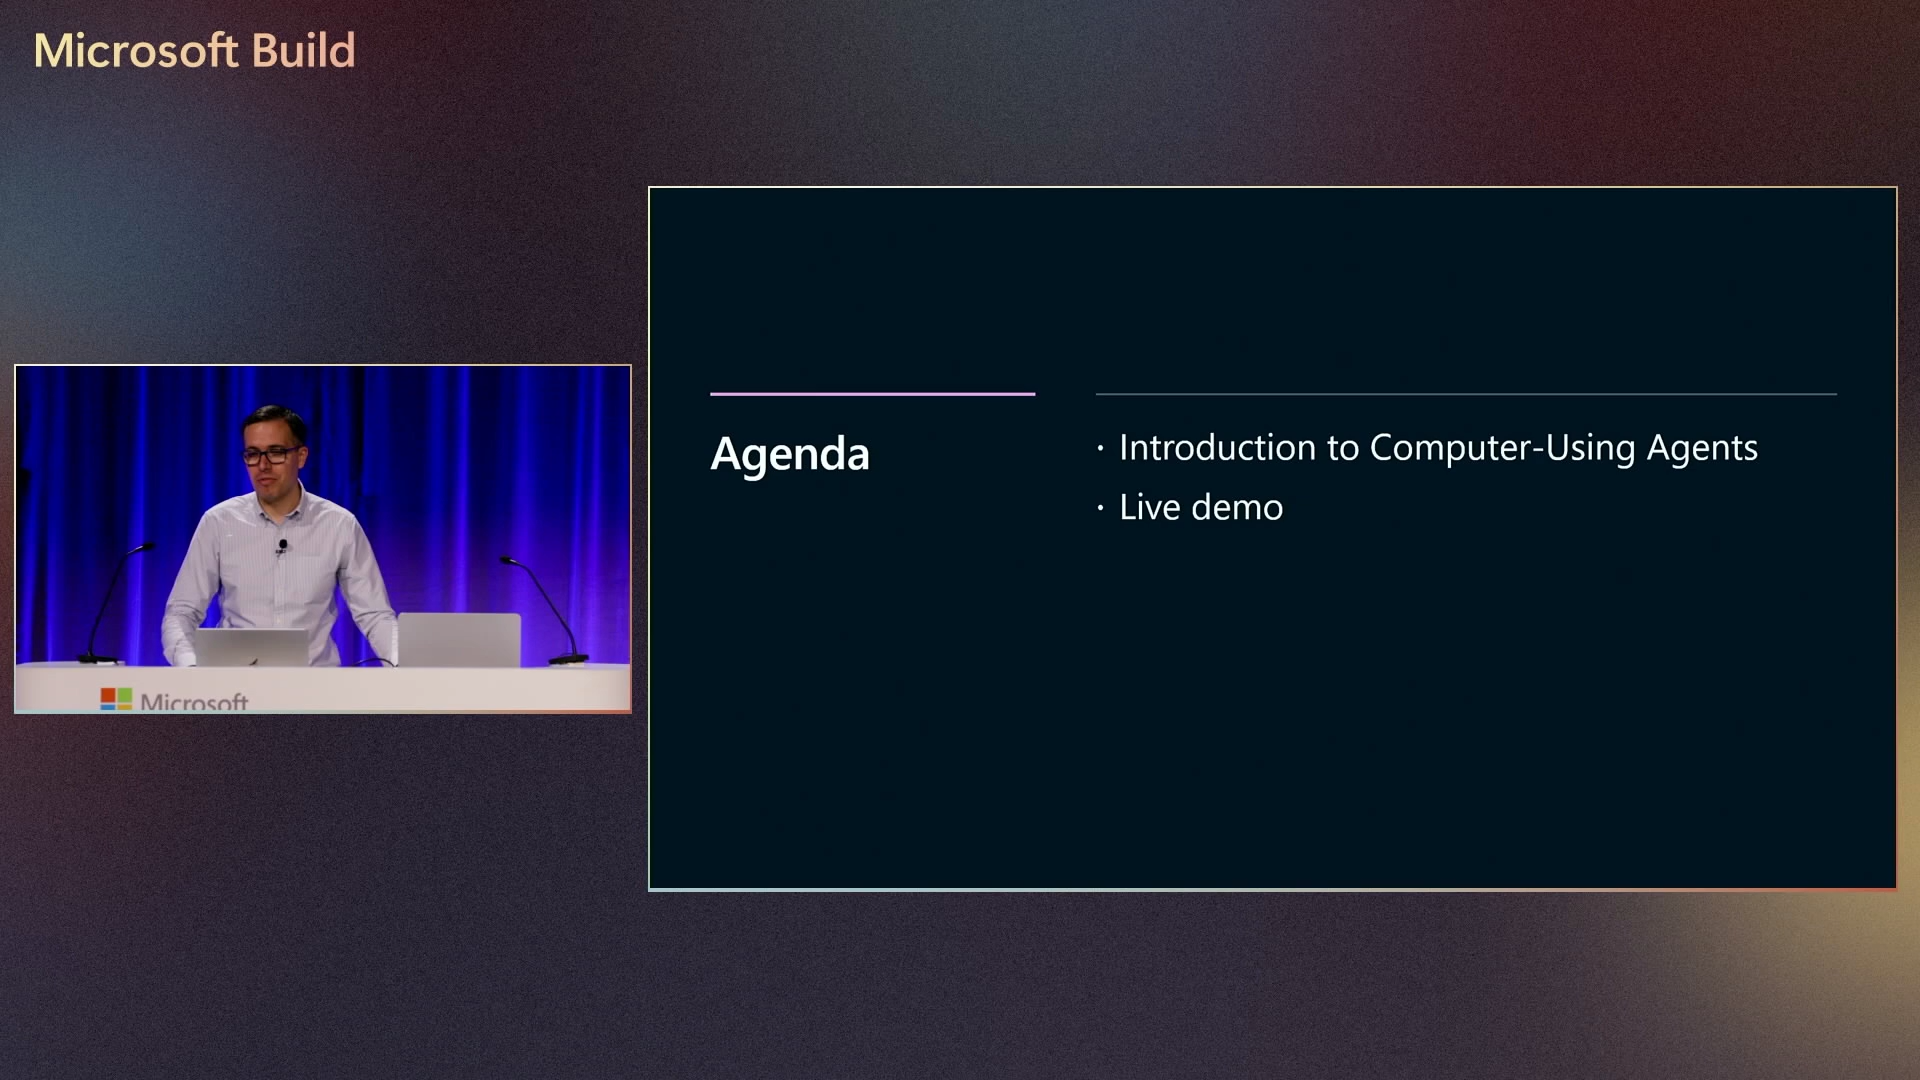 Microsoft Build
Agenda
· Introduction to Computer-Using Agents
· Live demo
Microsoft